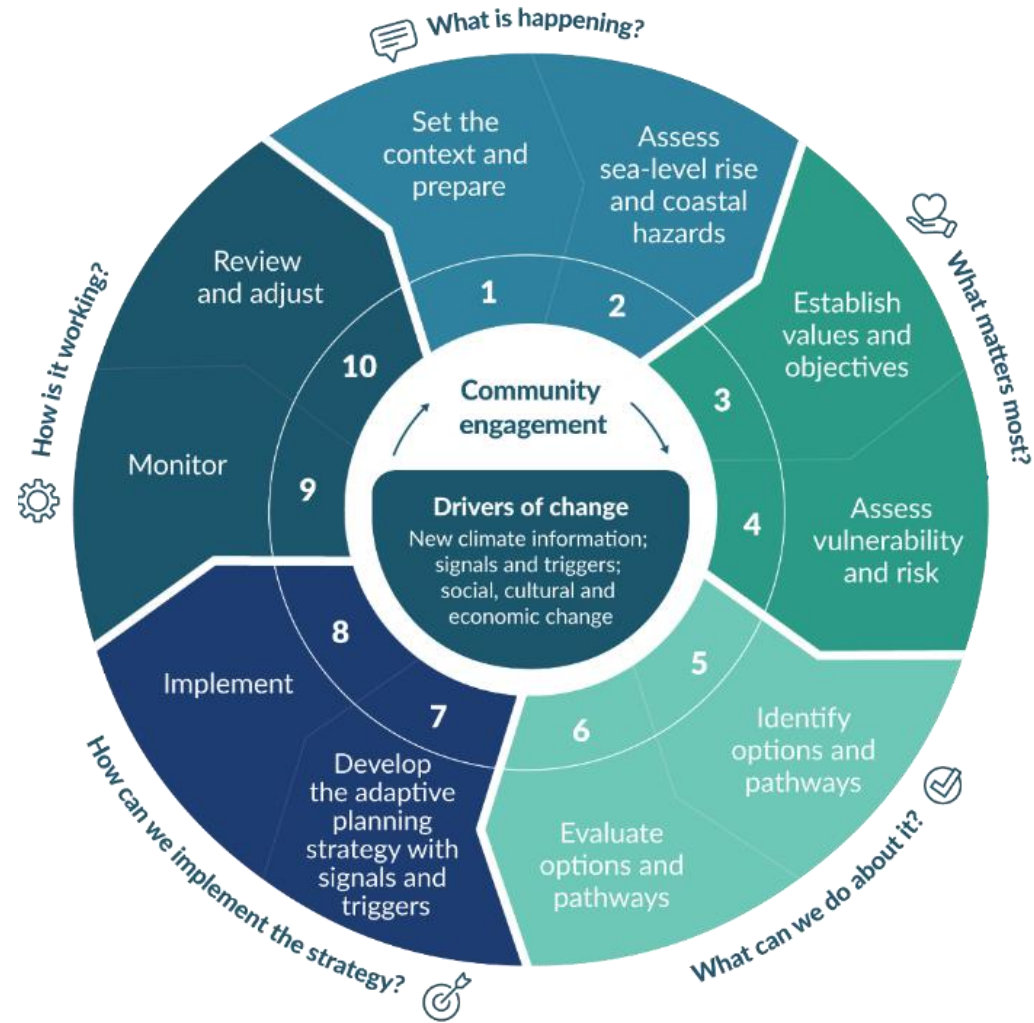 What is happening?
Set the
context and
prepare
1
Assess
sea-level rise
and coastal
hazards
2
What matters most?
Establish
values and
objectives
3
Assess
vulnerability
and risk
4
What can we do about it?
Identify
options and
pathways
5
Evaluate
options and
pathways
6
How can we implement the strategy?
Develop
the adaptive
planning
strategy with
signals and
triggers
7
Implement
8
How is it working?
Monitor
9
Review
and adjust
10
Community
engagement
Drivers of change
New climate information;
signals and triggers;
social, cultural and
economic change